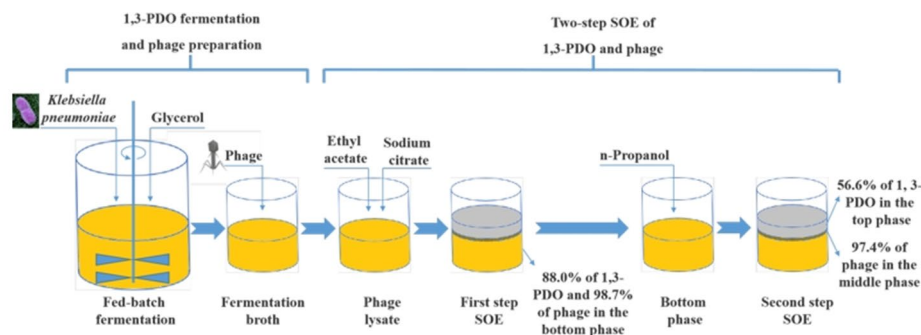 1,3-PDO fermentation
and phage preparation
Two-step SOE of
1,3-PDO and phage
Klebsiella
pneumoniae
Glycerol
Phage
Ethyl
acetate
Sodium
citrate
n-Propanol
56.6% of 1, 3-
PDO in the
top phase
97.4% of
phage in the
middle phase
88.0% of 1,3-
PDO and 98.7%
of phage in the
bottom phase
Fed-batch
fermentation
Fermentation
broth
Phage
lysate
First step
SOE
Bottom
phase
Second step
SOE